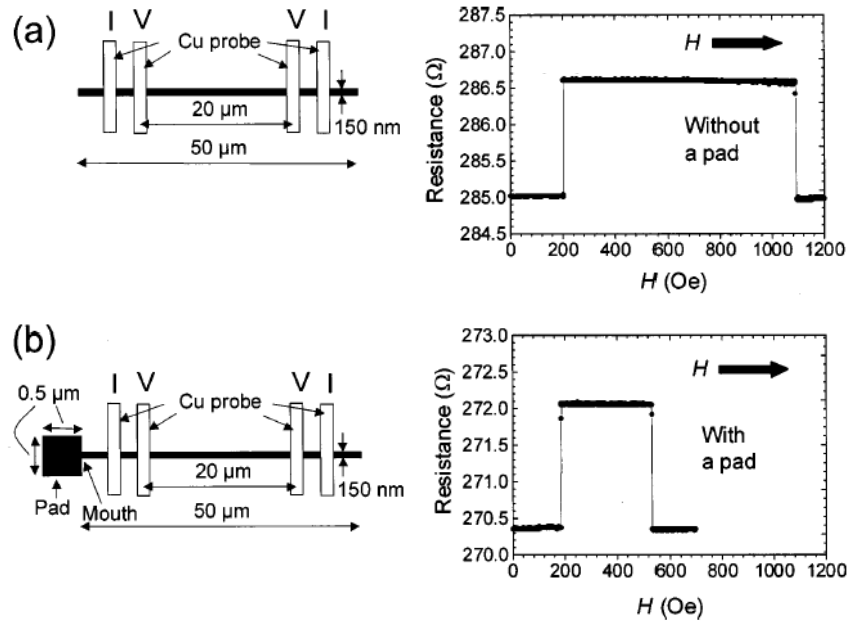 (a)
I V V I
Cu probe
20 µm
150 nm
50 µm
287.5
287.0
286.5
286.0
285.5
285.0
284.5
Resistance (Ω)
H
Without
a pad
0 200 400 600 800 1000 1200
H (Oe)
(b)
I V V I
0.5 µm
Cu probe
20 µm
150 nm
Pad
Mouth
50 µm
273.0
272.5
272.0
271.5
271.0
270.5
270.0
Resistance (Ω)
H
With
a pad
0 200 400 600 800 1000 1200
H (Oe)